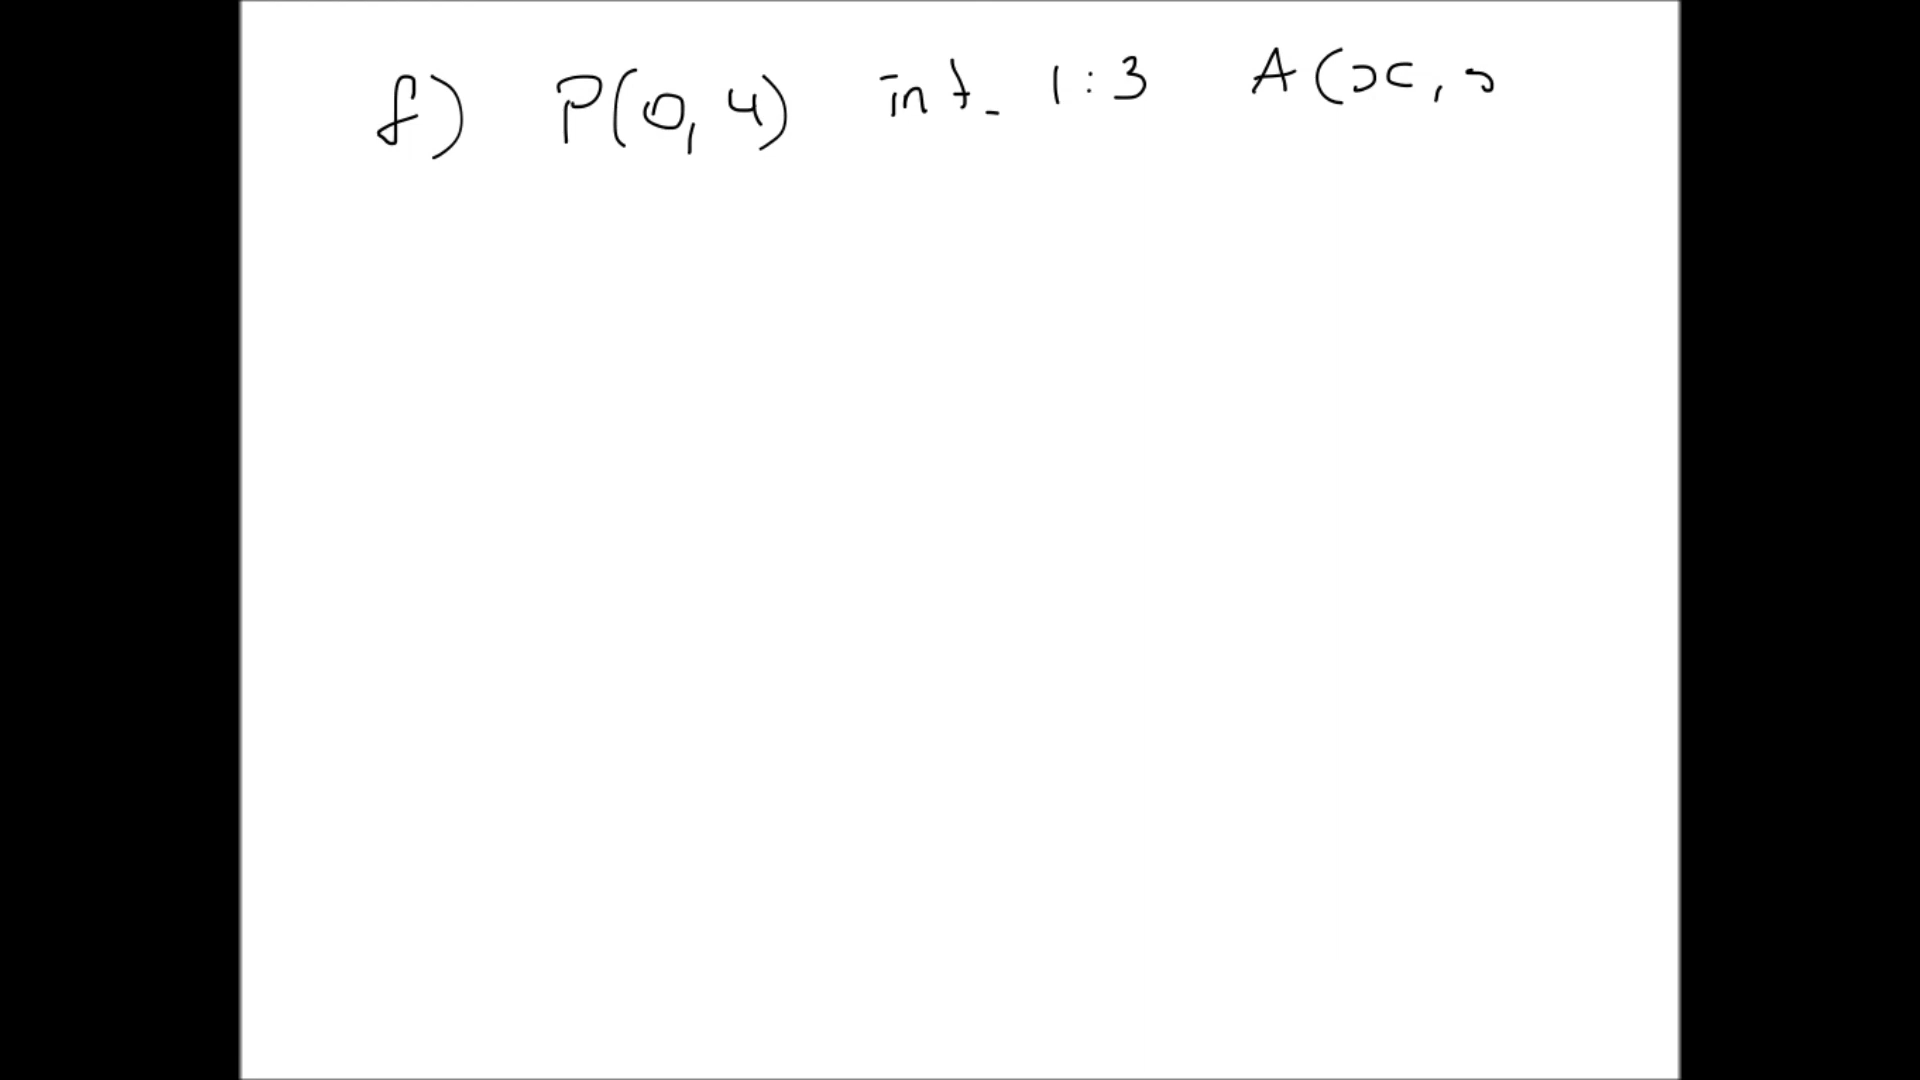 f) P(0,4) int. 1:3 A(x,